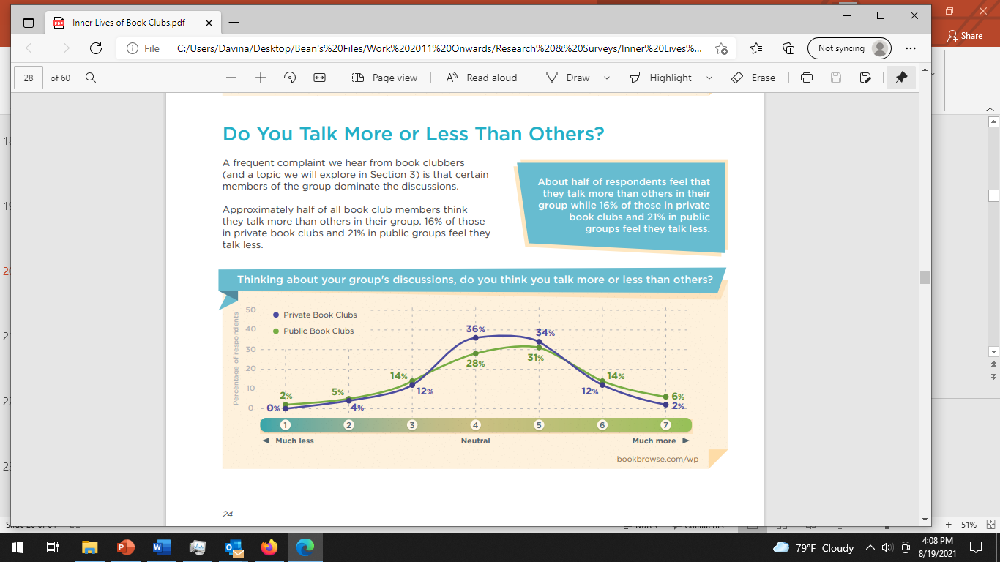 Inner Lives of Book Clubs.pdf
Share
File
C:/Users/Davina/Desktop/Bean's%20Files/Work%202011%20Onwards/Research%20&%20Surveys/Inner%20Lives%...
Not syncing
28 of 60
Page view
Read aloud
Draw
Highlight
Erase
Do You Talk More or Less Than Others?
A frequent complaint we hear from book clubbers
(and a topic we will explore in Section 3) is that certain
members of the group dominate the discussions.
Approximately half of all book club members think
they talk more than others in their group. 16% of those
in private book clubs and 21% in public groups feel they
talk less.
About half of respondents feel that
they talk more than others in their
group while 16% of those in private
book clubs and 21% in public
groups feel they talk less.
Thinking about your group's discussions, do you think you talk more or less than others?
Percentage of respondents
50
40
30
20
10
0
Private Book Clubs
Public Book Clubs
36%
34%
28%
31%
14%
12%
14%
12%
2%
5%
0%
4%
6%
2%
1 2 3 4 5 6 7
Much less
Neutral
Much more
bookbrowse.com/wp
24
51%
79°F Cloudy
4:08 PM
8/19/2021